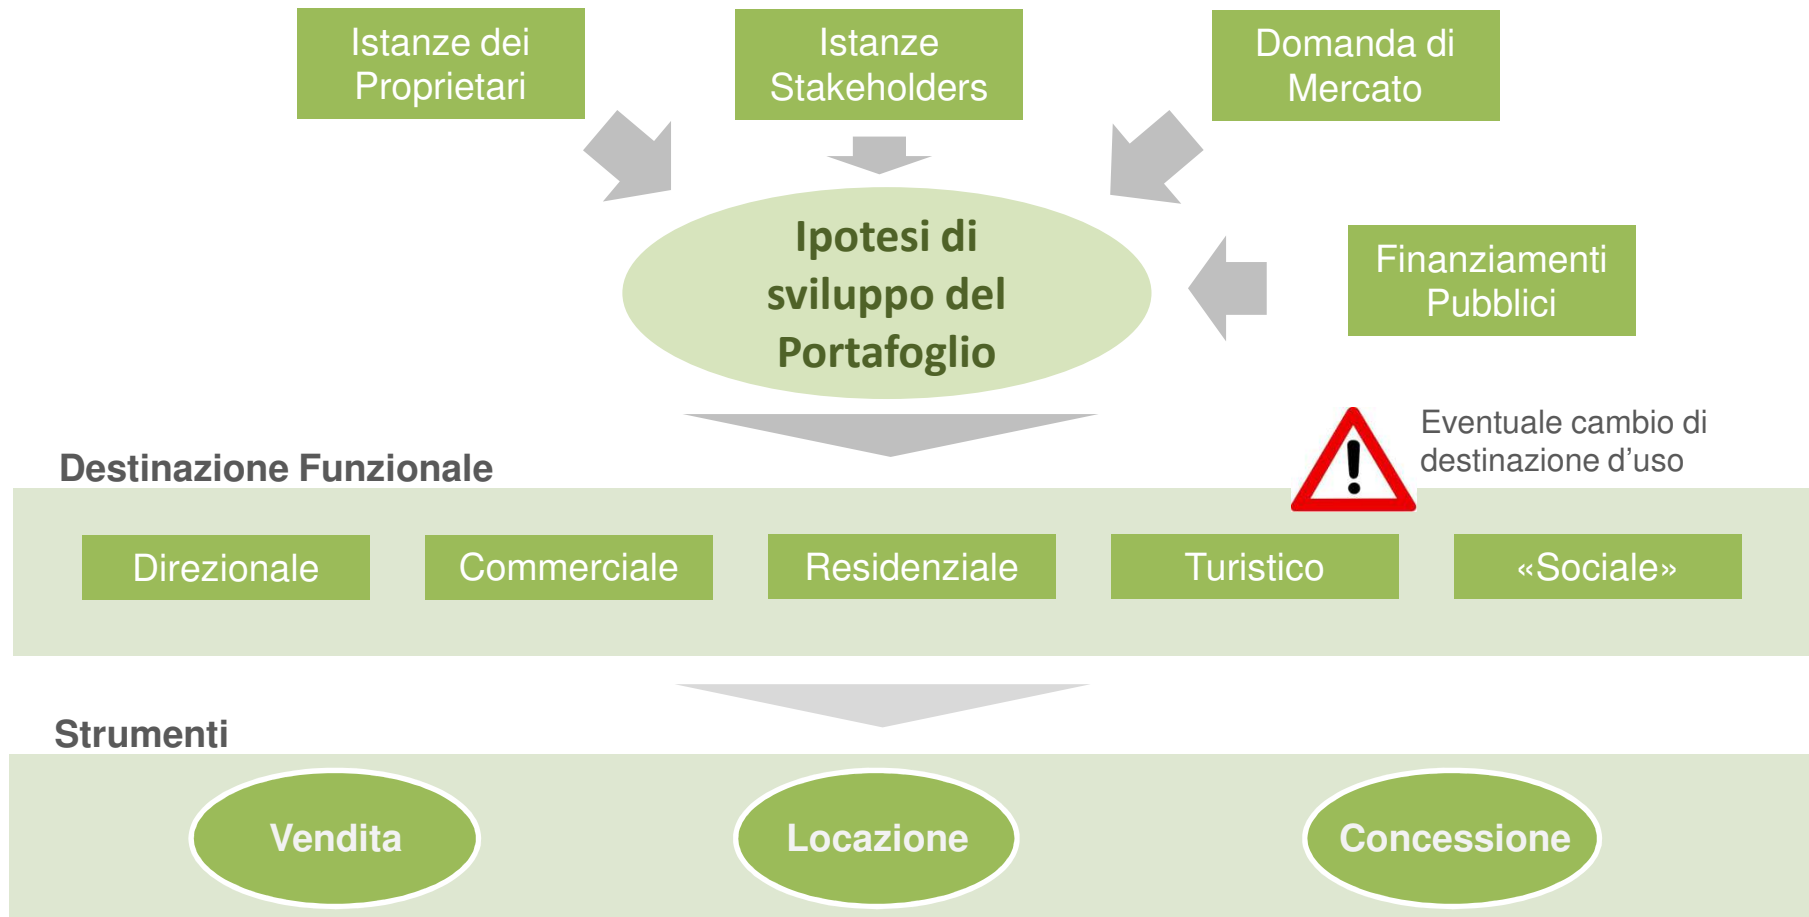 Istanze dei
Proprietari
Istanze
Stakeholders
Domanda di
Mercato
Ipotesi di
sviluppo del
Portafoglio
Finanziamenti
Pubblici
Eventuale cambio di
destinazione d’uso
Destinazione Funzionale
Direzionale
Commerciale
Residenziale
Turistico
«Sociale»
Strumenti
Vendita
Locazione
Concessione